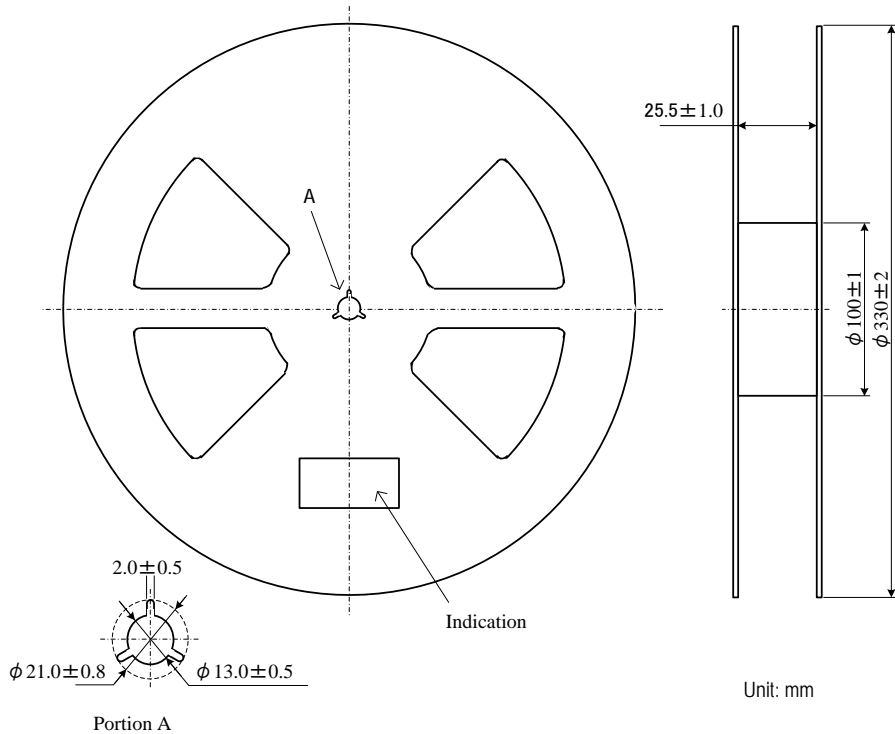 25.5±1.0
A
φ100±1
φ330±2
2.0±0.5
Indication
φ21.0±0.8
φ13.0±0.5
Unit: mm
Portion A